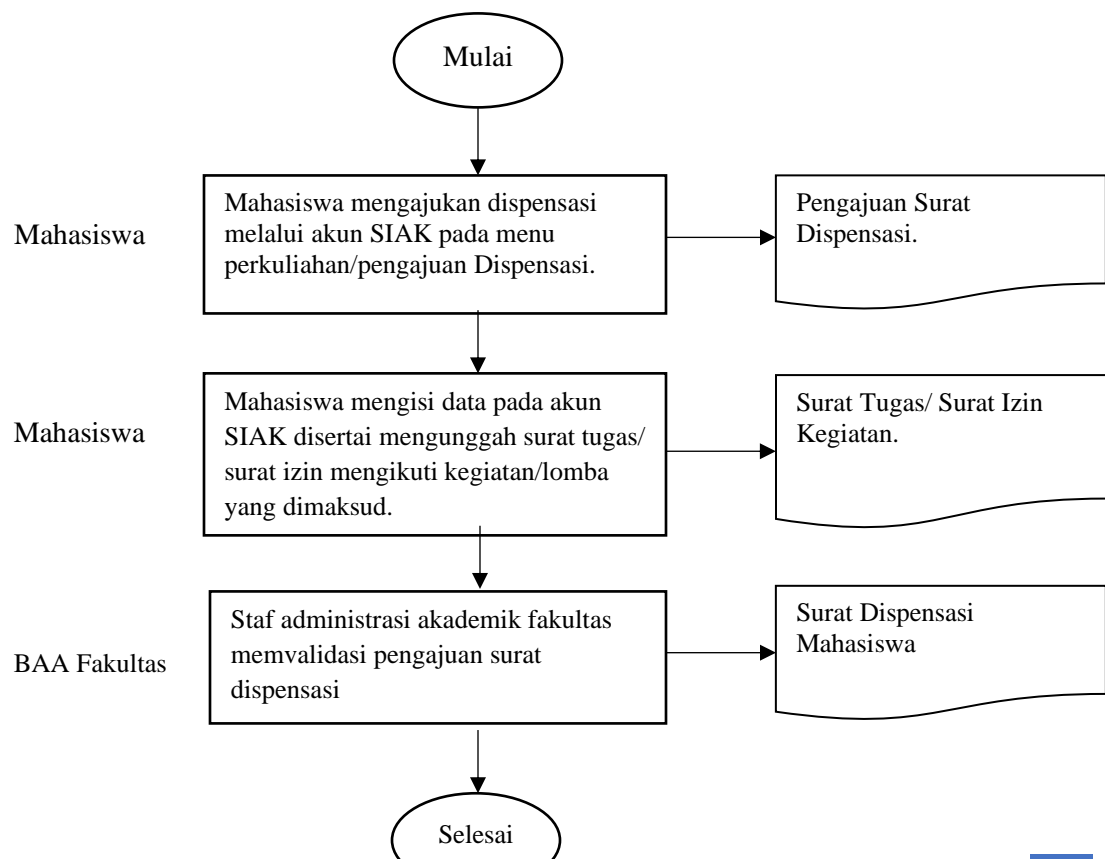 Mulai
Mahasiswa
Mahasiswa mengajukan dispensasi
melalui akun SIAK pada menu
perkuliahan/pengajuan Dispensasi.
Pengajuan Surat
Dispensasi.
Mahasiswa
Mahasiswa mengisi data pada akun
SIAK disertai mengunggah surat tugas/
surat izin mengikuti kegiatan/lomba
yang dimaksud.
Surat Tugas/ Surat Izin
Kegiatan.
BAA Fakultas
Staf administrasi akademik fakultas
memvalidasi pengajuan surat
dispensasi
Surat Dispensasi
Mahasiswa
Selesai